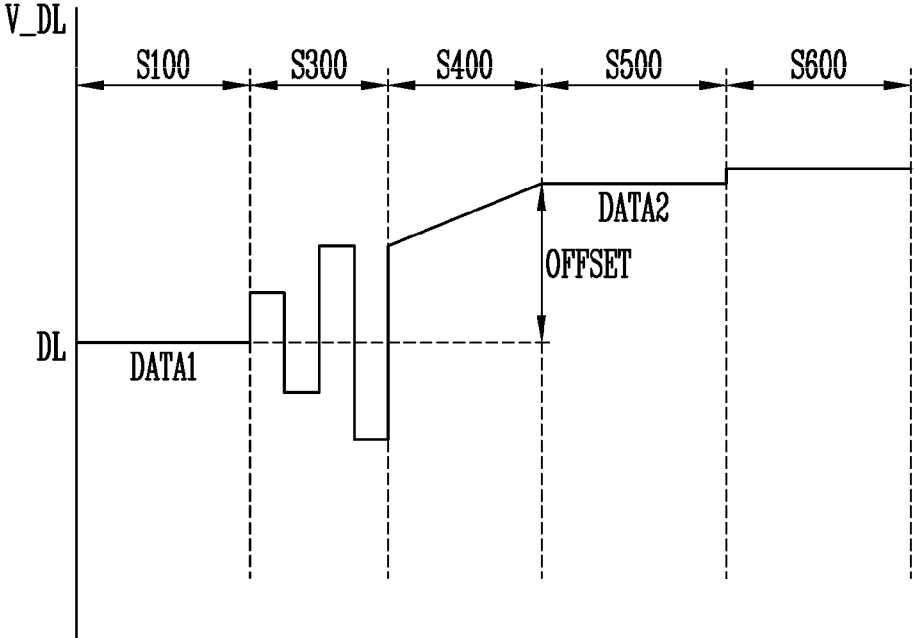 V_DL
S100 S300 S400 S500 S600
DATA2
OFFSET
DL
DATA1